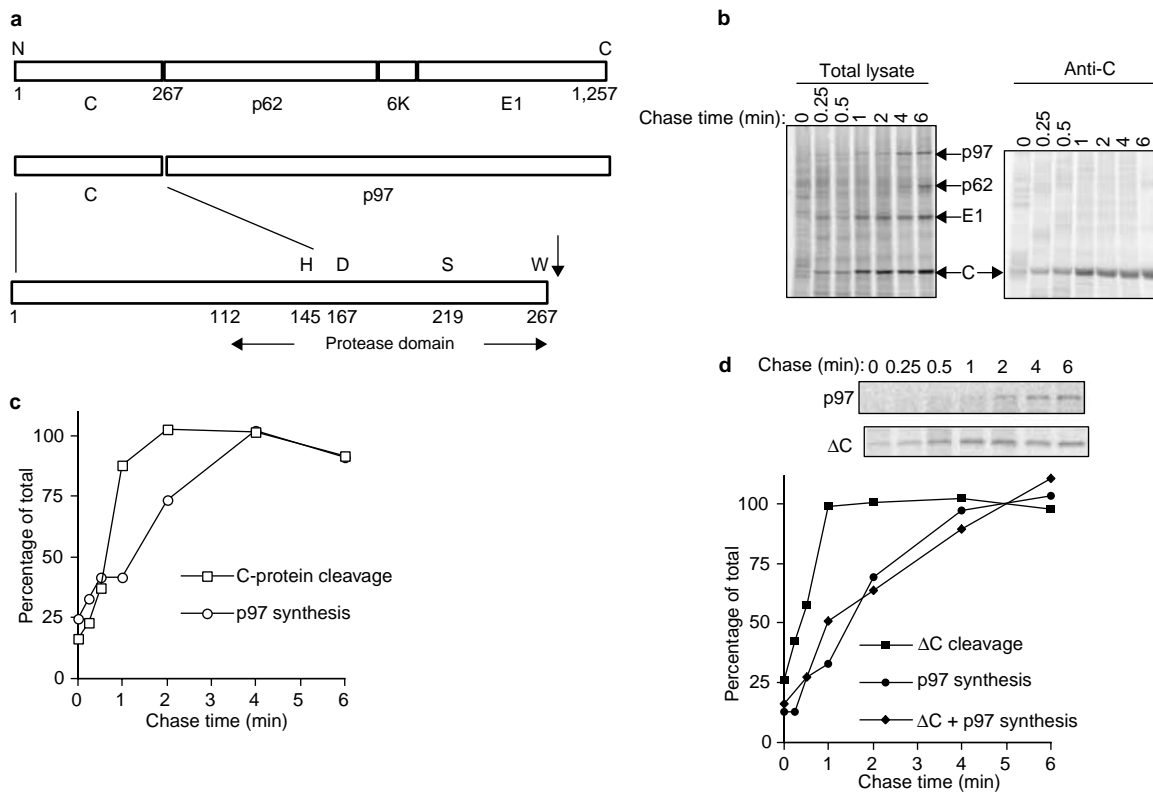 a
N C
1 267 1,257
C p62 6K E1
C p97
H D S W
1 112 145 167 219 267
Protease domain
b
Total lysate Anti-C
Chase time (min): 0 0.25 0.5 1 2 4 6
0 0.25 0.5 1 2 4 6
p97
p62
E1
C
c
Percentage of total
100
75
50
25
0
C-protein cleavage
p97 synthesis
0 1 2 3 4 5 6
Chase time (min)
d
Chase (min): 0 0.25 0.5 1 2 4 6
p97
ΔC
Percentage of total
100
75
50
25
0
ΔC cleavage
p97 synthesis
ΔC + p97 synthesis
0 1 2 3 4 5 6
Chase time (min)